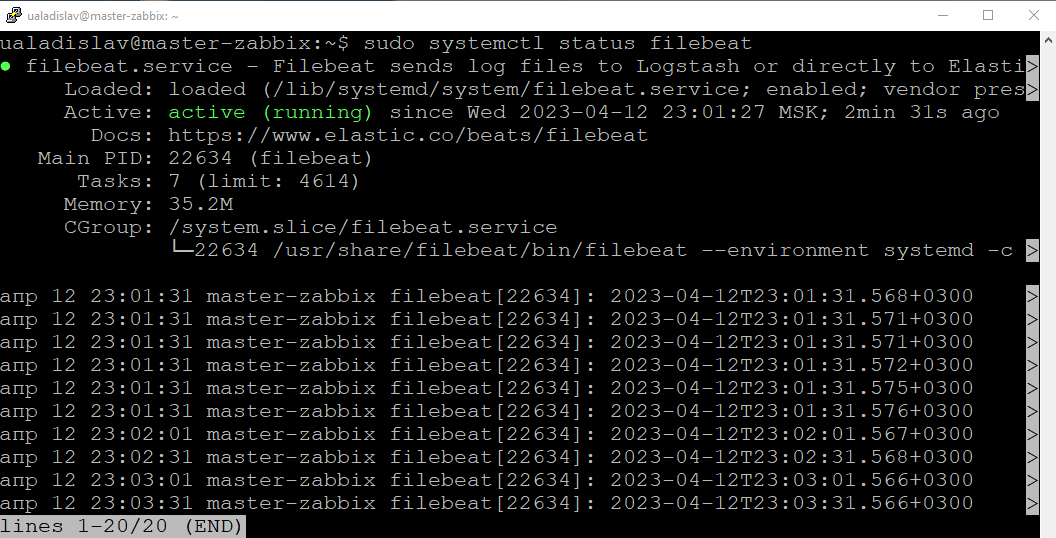 ualadislav@master-zabbix: ~
ualadislav@master-zabbix:~$ sudo systemctl status filebeat
● filebeat.service - Filebeat sends log files to Logstash or directly to Elasti>
     Loaded: loaded (/lib/systemd/system/filebeat.service; enabled; vendor pres>
     Active: active (running) since Wed 2023-04-12 23:01:27 MSK; 2min 31s ago
       Docs: https://www.elastic.co/beats/filebeat
   Main PID: 22634 (filebeat)
      Tasks: 7 (limit: 4614)
     Memory: 35.2M
     CGroup: /system.slice/filebeat.service
             └─22634 /usr/share/filebeat/bin/filebeat --environment systemd -c >
апр 12 23:01:31 master-zabbix filebeat[22634]: 2023-04-12T23:01:31.568+0300    >
апр 12 23:01:31 master-zabbix filebeat[22634]: 2023-04-12T23:01:31.571+0300    >
апр 12 23:01:31 master-zabbix filebeat[22634]: 2023-04-12T23:01:31.571+0300    >
апр 12 23:01:31 master-zabbix filebeat[22634]: 2023-04-12T23:01:31.572+0300    >
апр 12 23:01:31 master-zabbix filebeat[22634]: 2023-04-12T23:01:31.575+0300    >
апр 12 23:01:31 master-zabbix filebeat[22634]: 2023-04-12T23:01:31.576+0300    >
апр 12 23:02:01 master-zabbix filebeat[22634]: 2023-04-12T23:02:01.567+0300    >
апр 12 23:02:31 master-zabbix filebeat[22634]: 2023-04-12T23:02:31.568+0300    >
апр 12 23:03:01 master-zabbix filebeat[22634]: 2023-04-12T23:03:01.566+0300    >
апр 12 23:03:31 master-zabbix filebeat[22634]: 2023-04-12T23:03:31.566+0300    >
lines 1-20/20 (END)